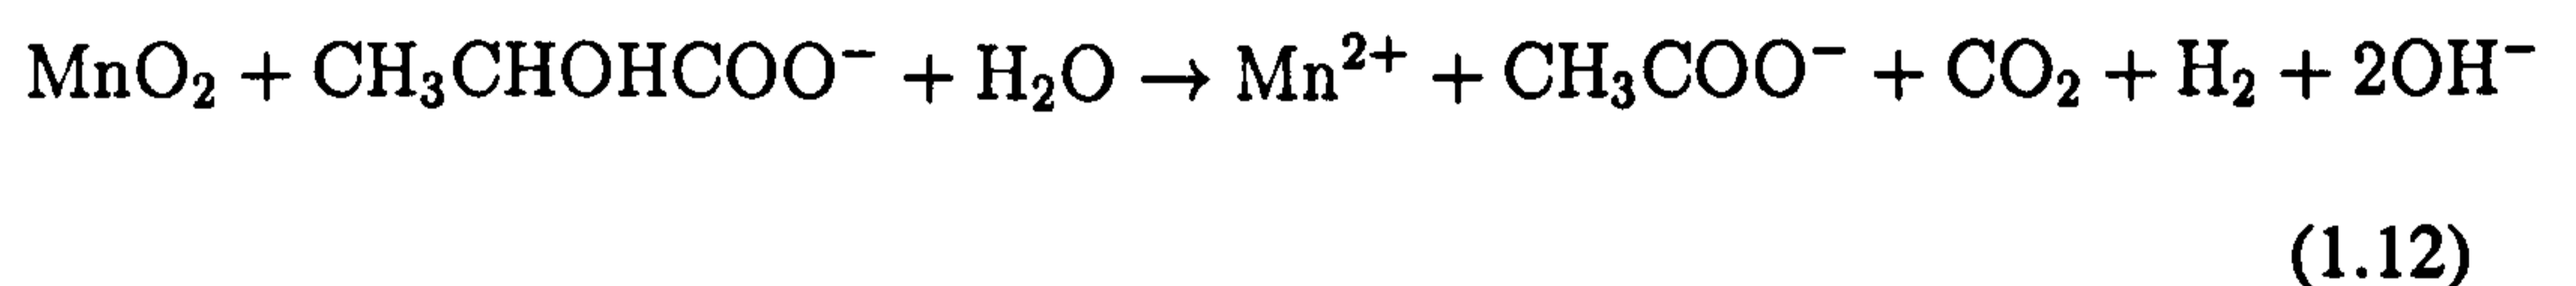 MnO₂ + CH₃CHOHCOO⁻ + H₂O → Mn²⁺ + CH₃COO⁻ + CO₂ + H₂ + 2OH⁻
(1.12)